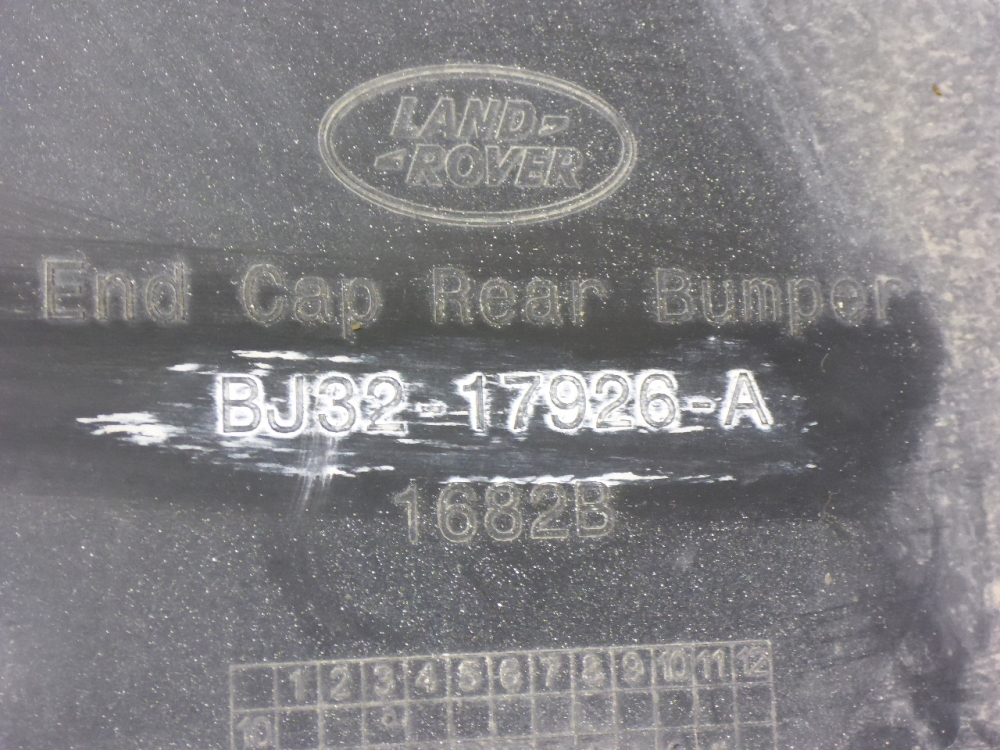 LAND-
-ROVER
End Cap Rear Bumper
BJ32-17926-A
1682B
1 2 3 4 5 6 7 8 9 10 11 12
10